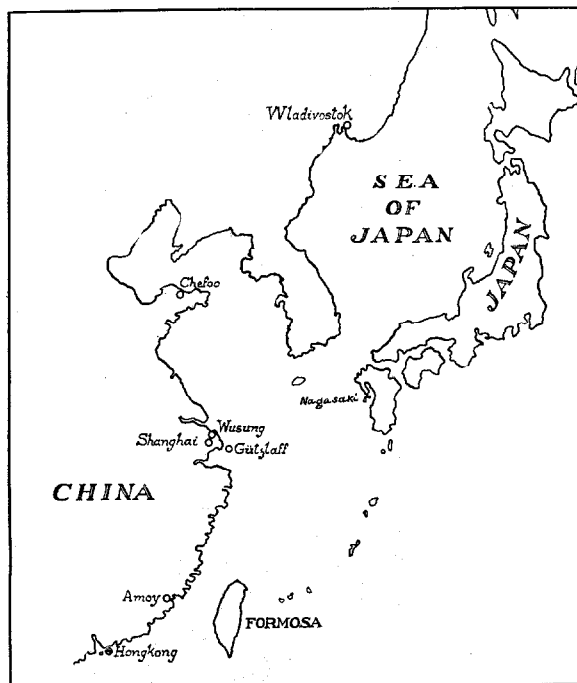 Wladivostok
SEA
OF
JAPAN
JAPAN
Chefoo
Nagasaki
Wusung
Shanghai
Gützlaff
CHINA
Amoy
FORMOSA
Hongkong